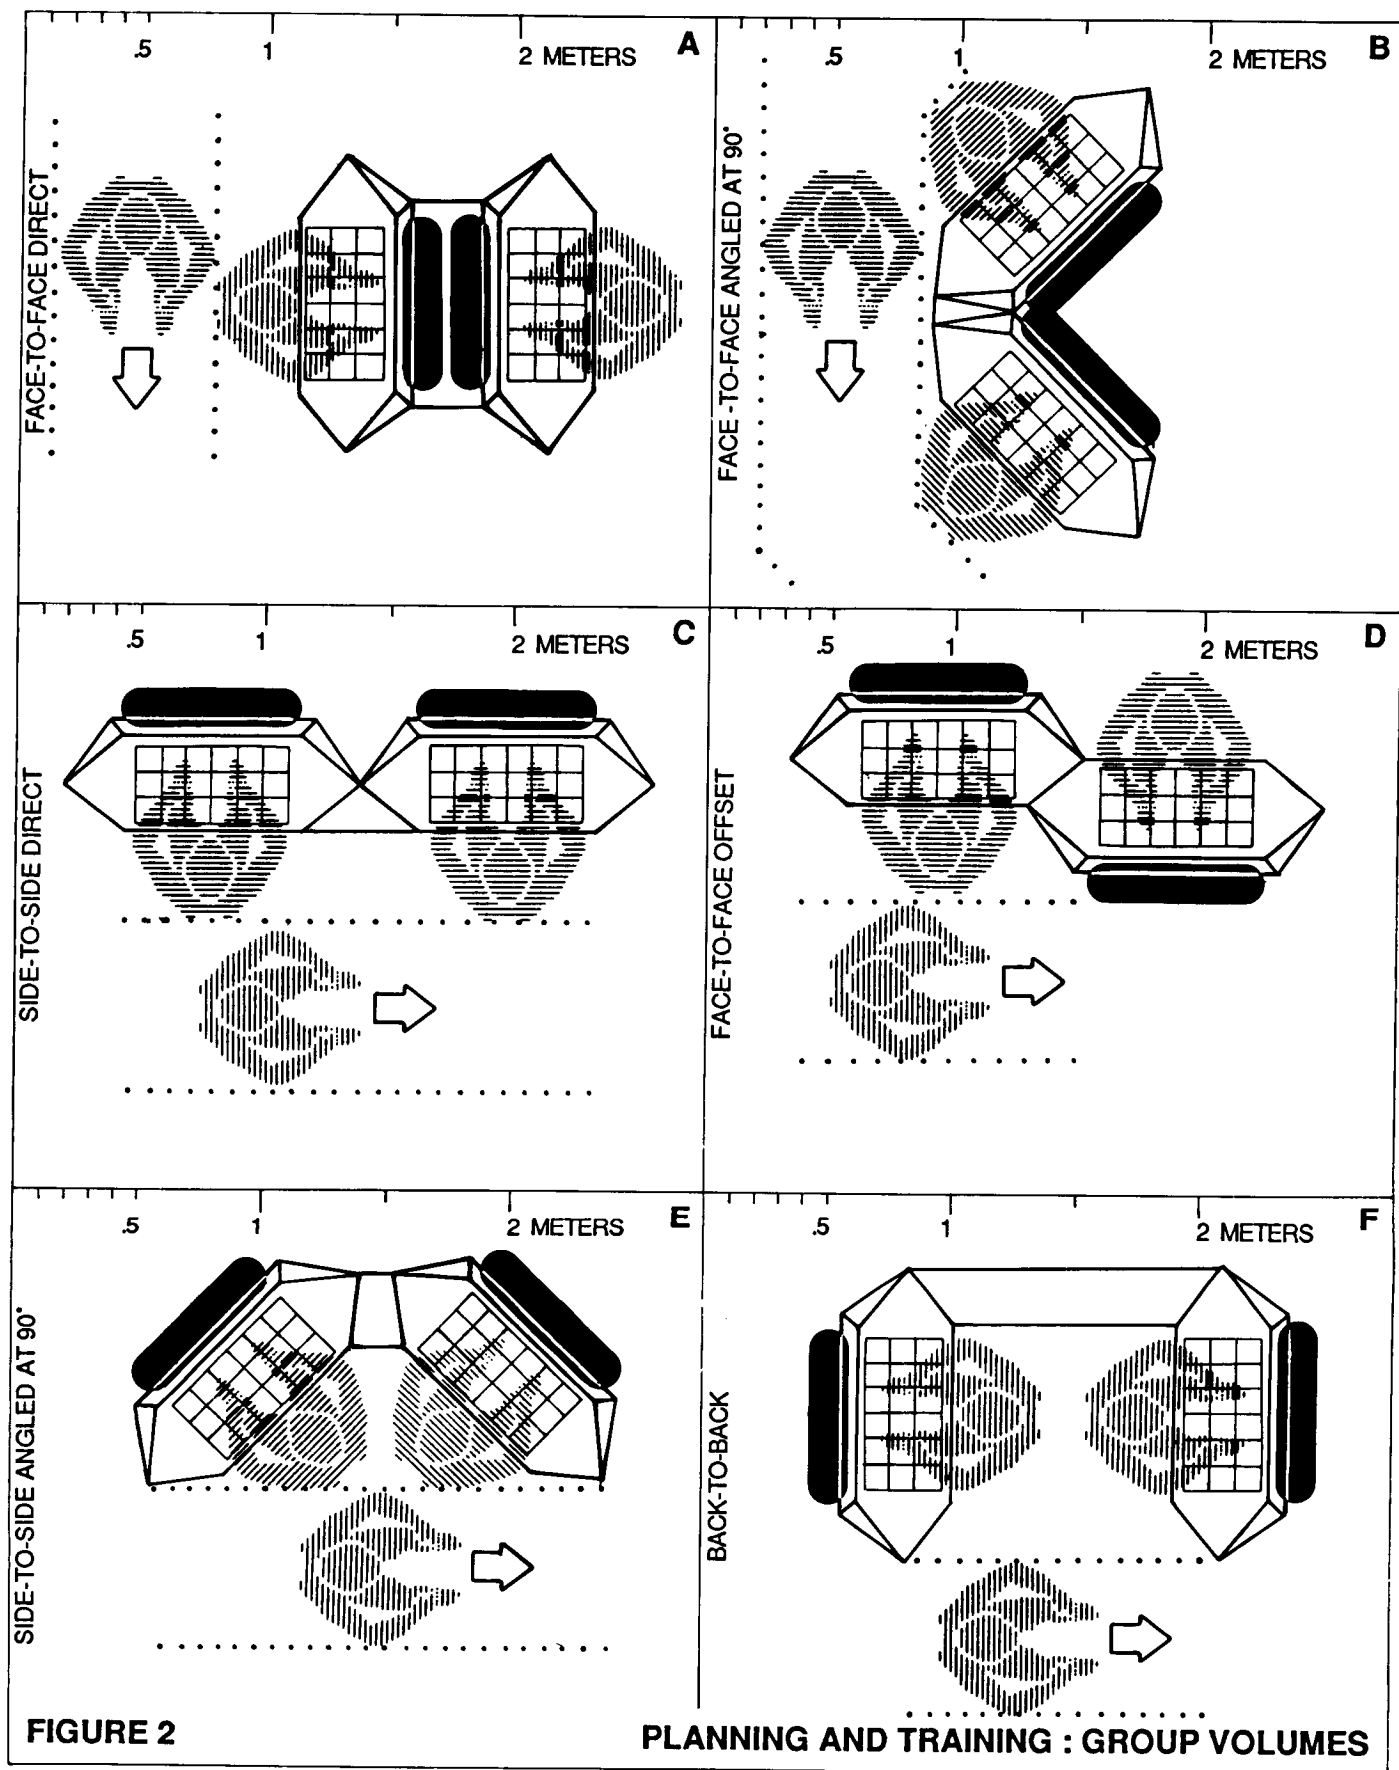 .5 1 2 METERS A
FACE-TO-FACE DIRECT
.5 1 2 METERS B
FACE-TO-FACE ANGLED AT 90°
.5 1 2 METERS C
SIDE-TO-SIDE DIRECT
.5 1 2 METERS D
FACE-TO-FACE OFFSET
.5 1 2 METERS E
SIDE-TO-SIDE ANGLED AT 90°
.5 1 2 METERS F
BACK-TO-BACK
FIGURE 2
PLANNING AND TRAINING : GROUP VOLUMES